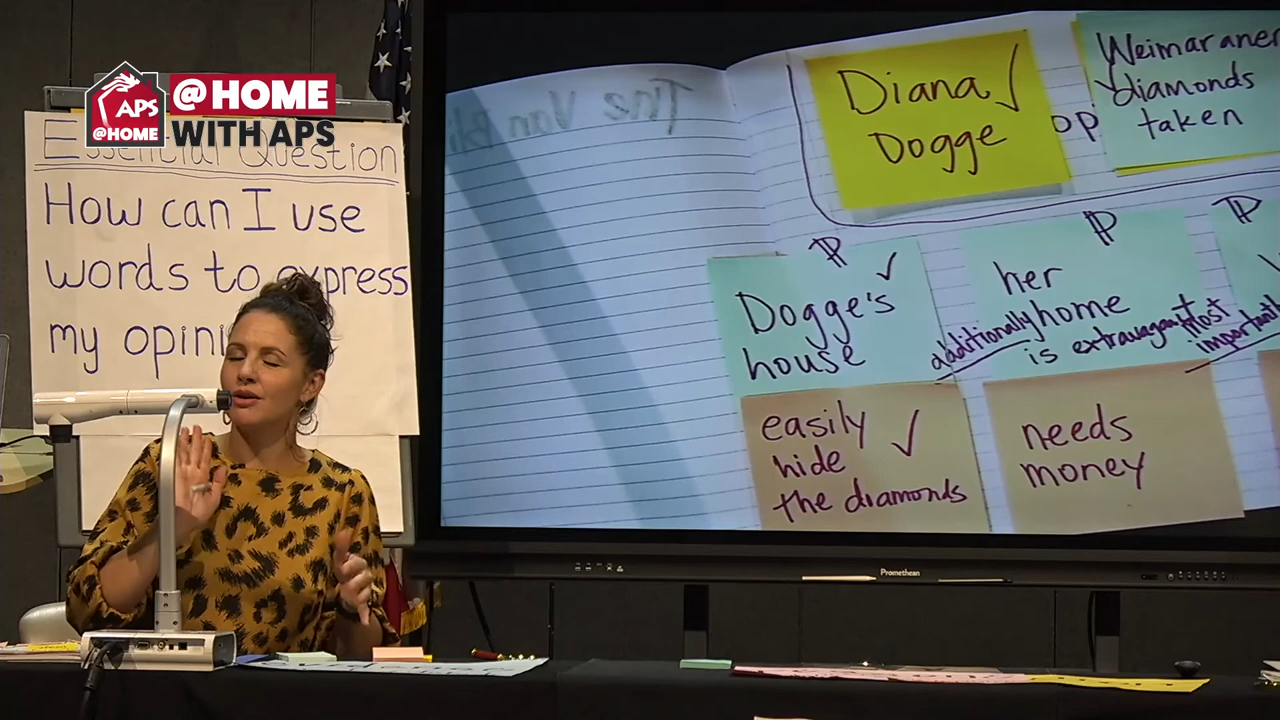 APS
@HOME
@HOME
WITH APS
Essential Question
How can I use
words to express
my opini
Diana ✓
Dogge
op
Weimaraner
diamonds
taken
P
P
P
Dogge's ✓
house
her
home
is extravagant
additionally
Most
importantly
easily ✓
hide
the diamonds
needs
money
Promethean